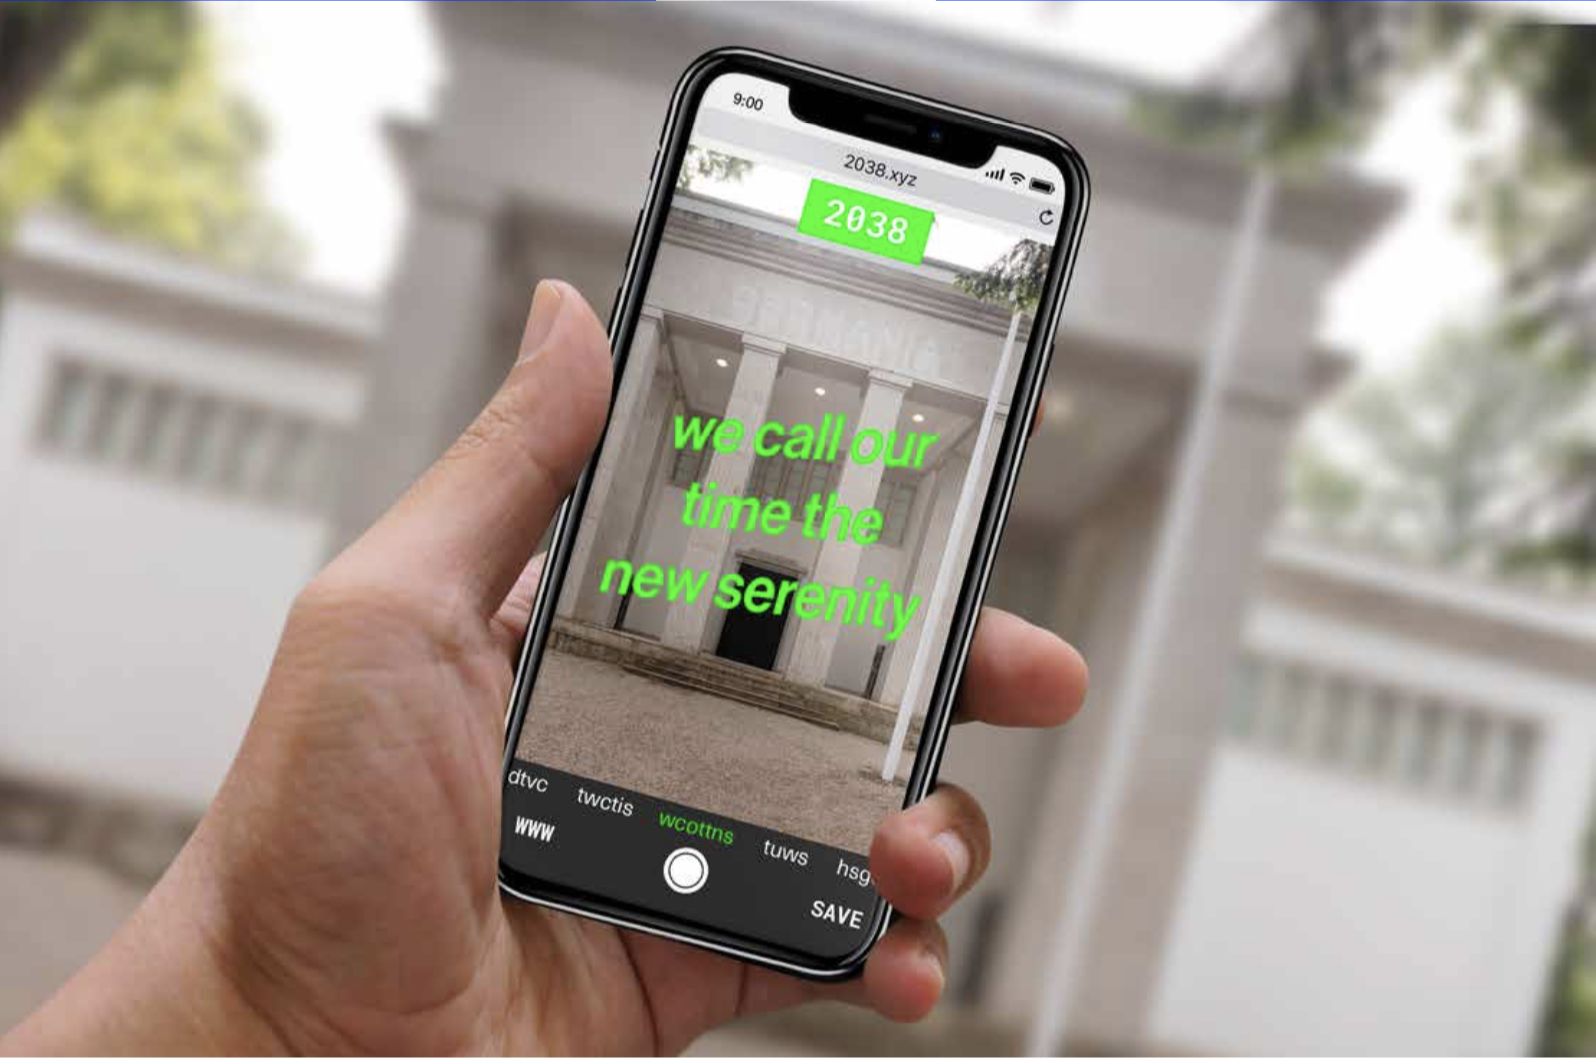 9:00
2038.xyz
2038
GERMANIA
we call our
time the
new serenity
dtvc twctis wcottns tuws hsg
WWW
SAVE